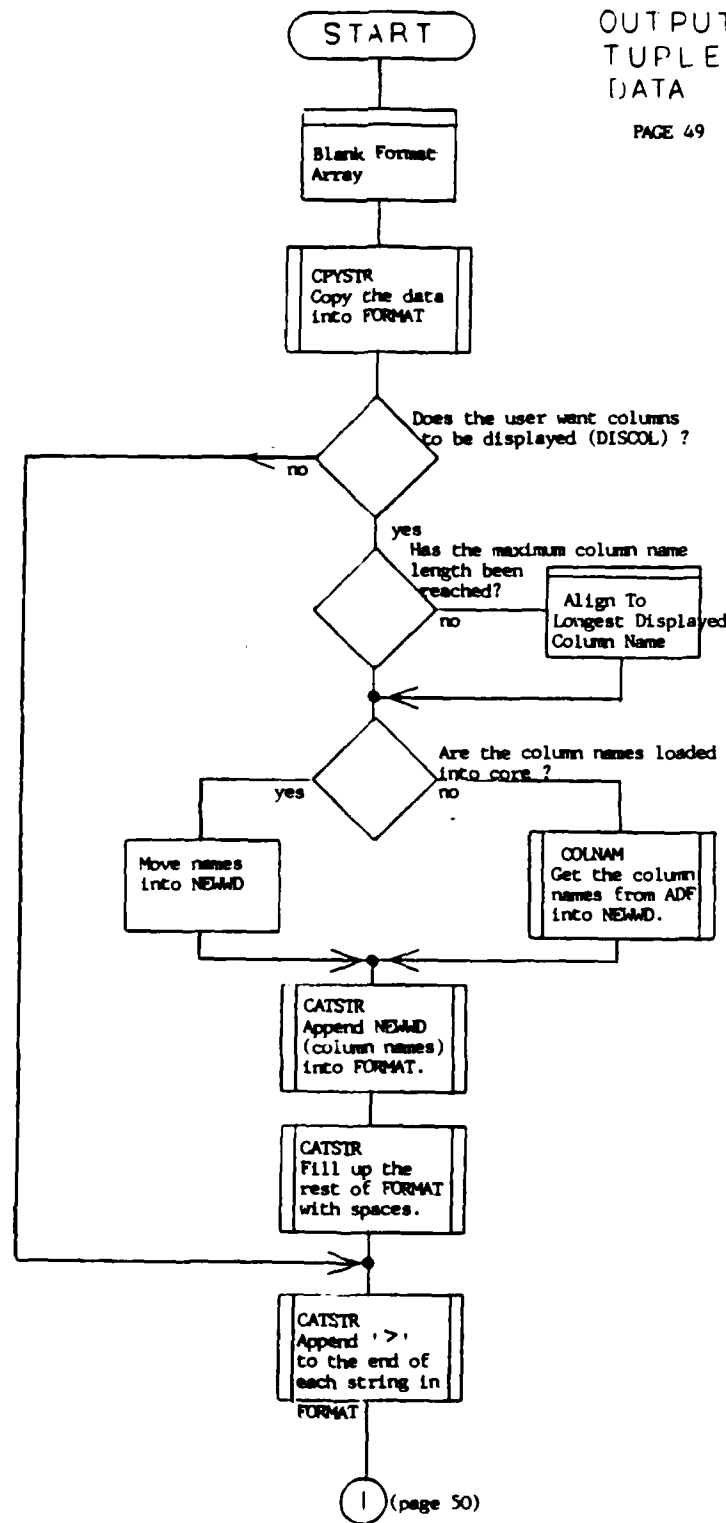 START
OUTPUT
TUPLE
DATA
PAGE 49
Blank Format
Array
CPYSTR
Copy the data
into FORMAT
Does the user want columns
to be displayed (DISCOL) ?
no
yes
Has the maximum column name
length been
reached?
no
Align To
Longest Displayed
Column Name
Are the column names loaded
into core ?
yes
no
Move names
into NEWWD
COLNAM
Get the column
names from ADF
into NEWWD.
CATSTR
Append NEWWD
(column names)
into FORMAT.
CATSTR
Fill up the
rest of FORMAT
with spaces.
CATSTR
Append '>'
to the end of
each string in
FORMAT
1
(page 50)